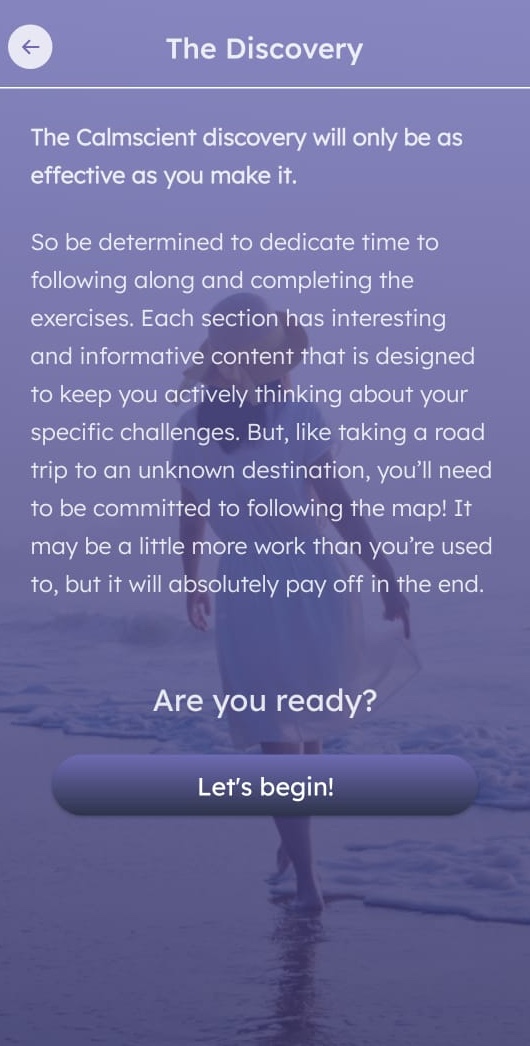 The Discovery
The Calmscient discovery will only be as
effective as you make it.
So be determined to dedicate time to
following along and completing the
exercises. Each section has interesting
and informative content that is designed
to keep you actively thinking about your
specific challenges. But, like taking a road
trip to an unknown destination, you’ll need
to be committed to following the map! It
may be a little more work than you’re used
to, but it will absolutely pay off in the end.
Are you ready?
Let's begin!